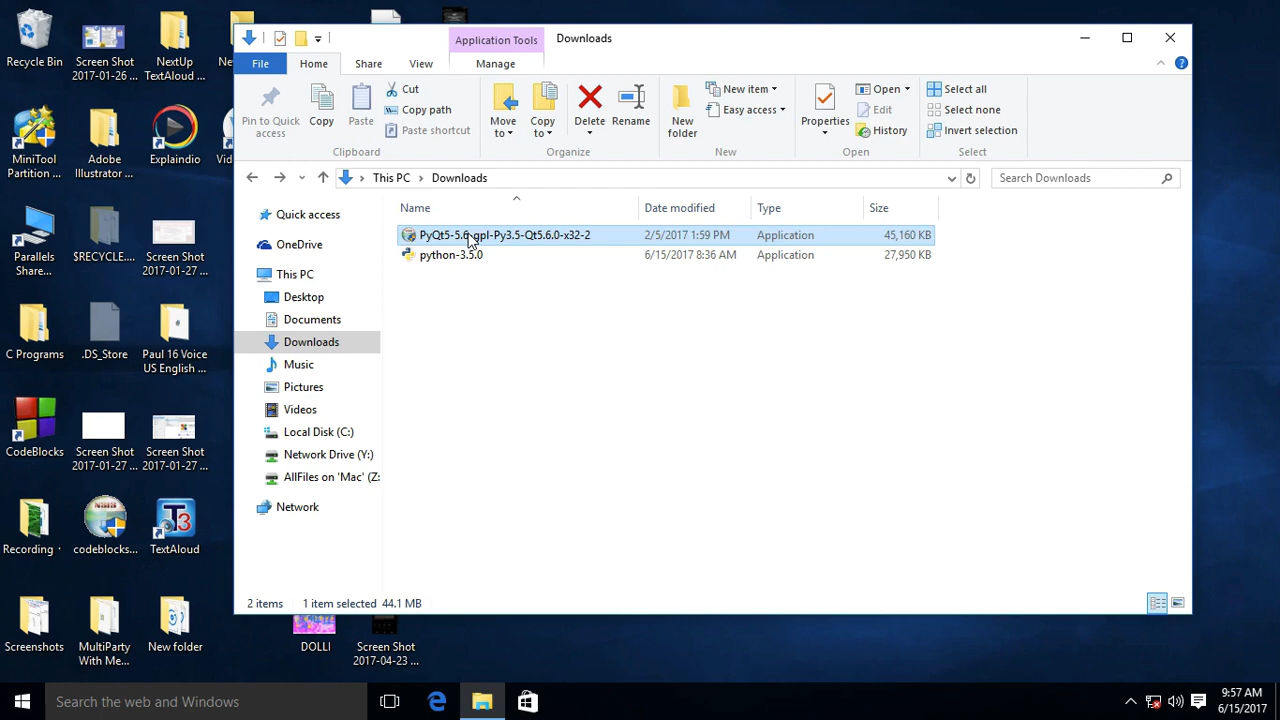 Application Tools
Downloads
File
Home
Share
View
Manage
Pin to Quick
access
Copy
Paste
Cut
Copy path
Paste shortcut
Clipboard
Move
to
Copy
to
Delete
Rename
Organize
New
folder
New item
Easy access
New
Properties
Open
Edit
History
Open
Select all
Select none
Invert selection
Select
This PC
Downloads
Search Downloads
Name
Date modified
Type
Size
PyQt5-5.6-gpl-Py3.5-Qt5.6.0-x32-2
2/5/2017 1:59 PM
Application
45,160 KB
python-3.5.0
6/15/2017 8:36 AM
Application
27,950 KB
Quick access
OneDrive
This PC
Desktop
Documents
Downloads
Music
Pictures
Videos
Local Disk (C:)
Network Drive (Y:)
AllFiles on 'Mac' (Z:
Network
2 items
1 item selected 44.1 MB
Recycle Bin
Screen Shot
2017-01-26 ...
NextUp
TextAloud ...
MiniTool
Partition ...
Adobe
Illustrator ...
Explaindio
Parallels
Share...
$RECYCLE....
Screen Shot
2017-01-27 ...
C Programs
.DS_Store
Paul 16 Voice
US English ...
CodeBlocks
Screen Shot
2017-01-27 ...
Screen Shot
2017-01-27 ...
Recording
NSIS
codeblocks...
T3
TextAloud
Screenshots
MultiParty
With Me...
New folder
DOLLI
Screen Shot
2017-04-23 ...
Search the web and Windows
9:57 AM
6/15/2017